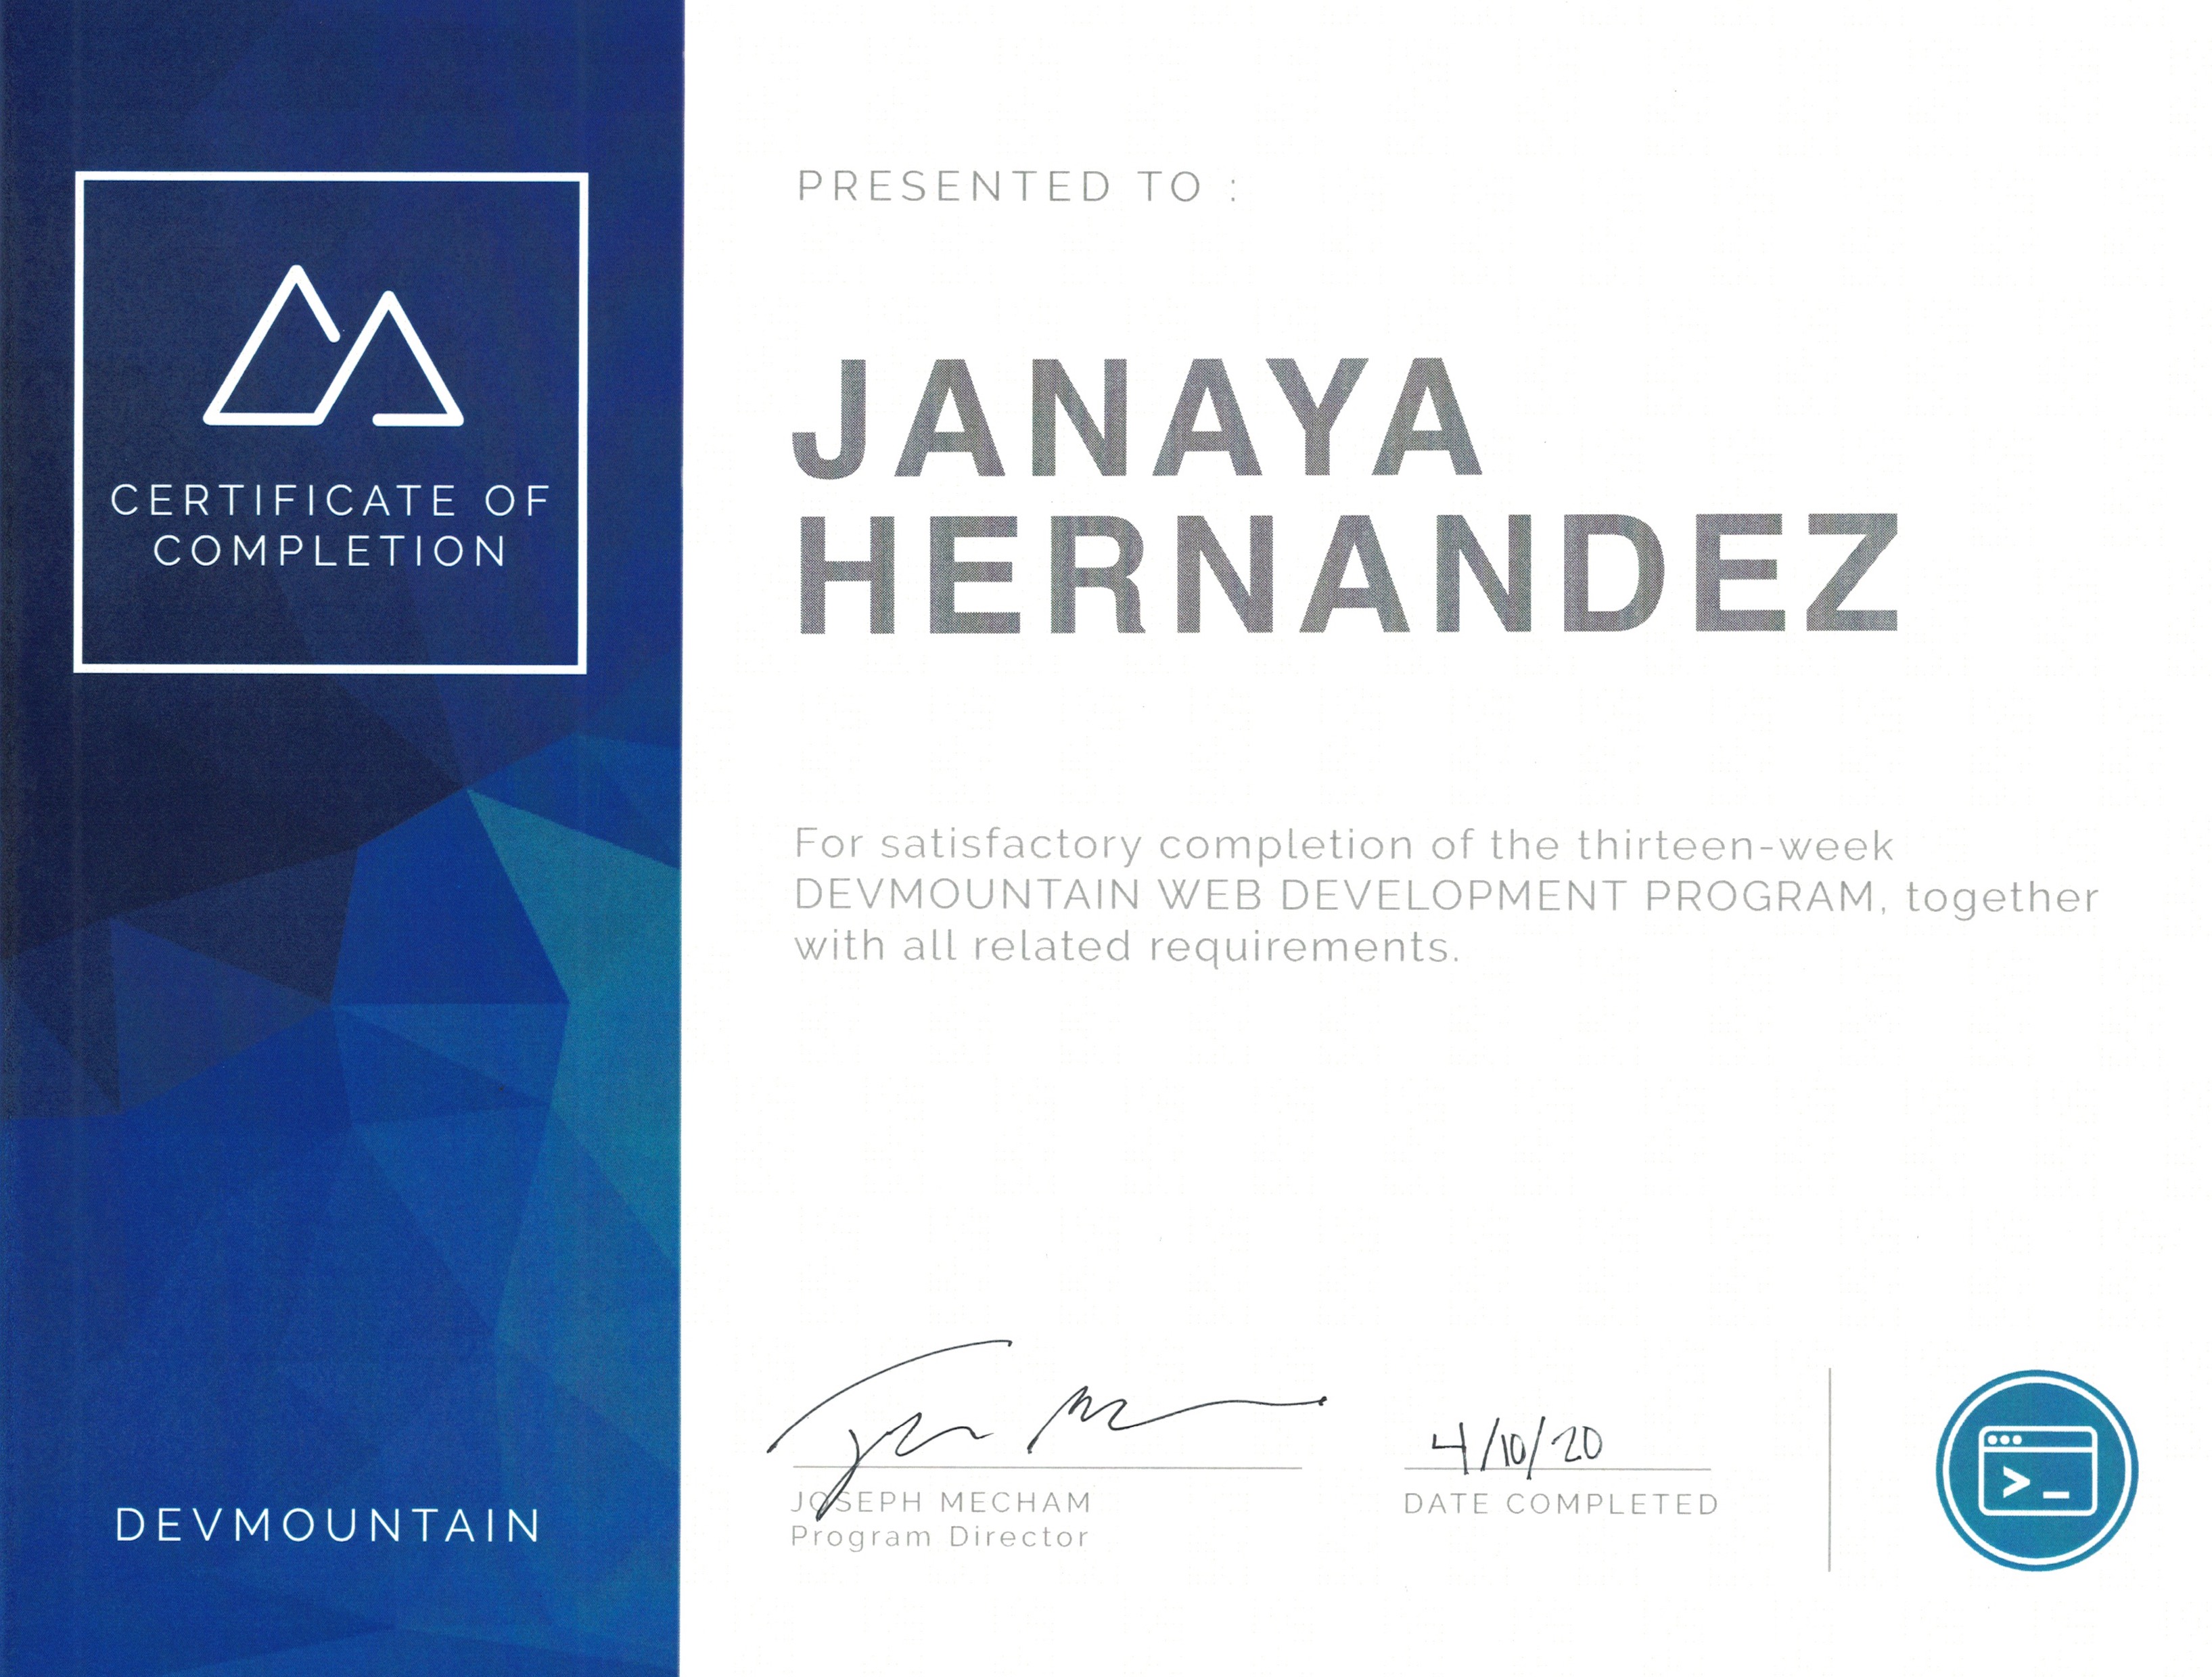 CERTIFICATE OF
COMPLETION
DEVMOUNTAIN
PRESENTED TO :
JANAYA
HERNANDEZ
For satisfactory completion of the thirteen-week
DEVMOUNTAIN WEB DEVELOPMENT PROGRAM, together
with all related requirements.
JOSEPH MECHAM
Program Director
4/10/20
DATE COMPLETED
>_